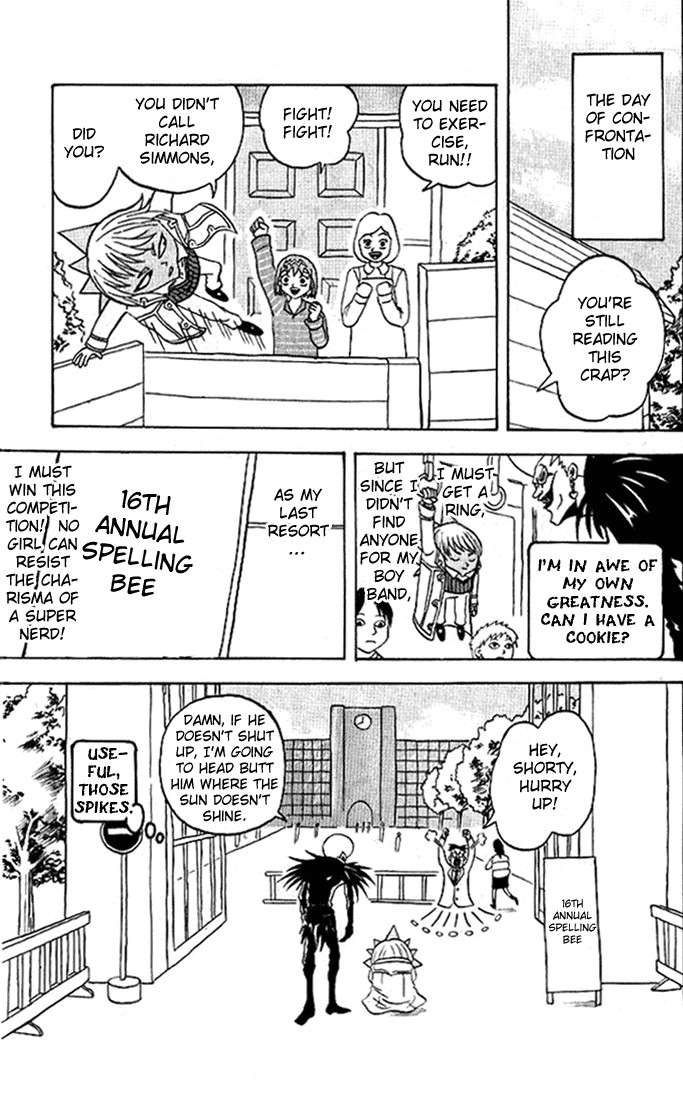 THE DAY
OF CON-
FRONTA-
TION
YOU'RE
STILL
READING
THIS
CRAP?
YOU NEED
TO EXER-
CISE,
RUN!!
FIGHT!
FIGHT!
YOU DIDN'T
CALL
RICHARD
SIMMONS,
DID
YOU?
I'M IN AWE OF
MY OWN
GREATNESS.
CAN I HAVE A
COOKIE?
I MUST
GET A
RING,
BUT
SINCE I
DIDN'T
FIND
ANYONE
FOR MY
BOY
BAND,
AS MY
LAST
RESORT
...
16TH
ANNUAL
SPELLING
BEE
I MUST
WIN THIS
COMPETI-
TION! NO
GIRL CAN
RESIST
THE CHA-
RISMA OF
A SUPER
NERD!
HEY,
SHORTY,
HURRY
UP!
DAMN, IF HE
DOESN'T SHUT
UP, I'M GOING
TO HEAD BUTT
HIM WHERE THE
SUN DOESN'T
SHINE.
USE-
FUL,
THOSE
SPIKES.
16TH
ANNUAL
SPELLING
BEE